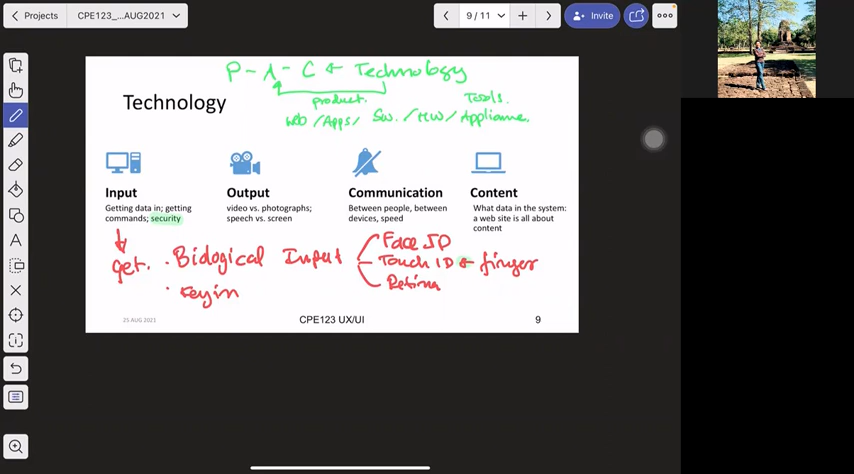 Projects
CPE123_...AUG2021
9 / 11
Invite
P - A - C ← Technology
product.
Tools.
Web / Apps / SW. / HW / Appliance.
Technology
Input
Getting data in; getting
commands; security
Output
video vs. photographs;
speech vs. screen
Communication
Between people, between
devices, speed
Content
What data in the system:
a web site is all about
content
get. · Biological Input
Face ID
Touch ID ← finger
Retina
· keyin
25 AUG 2021
CPE123 UX/UI
9